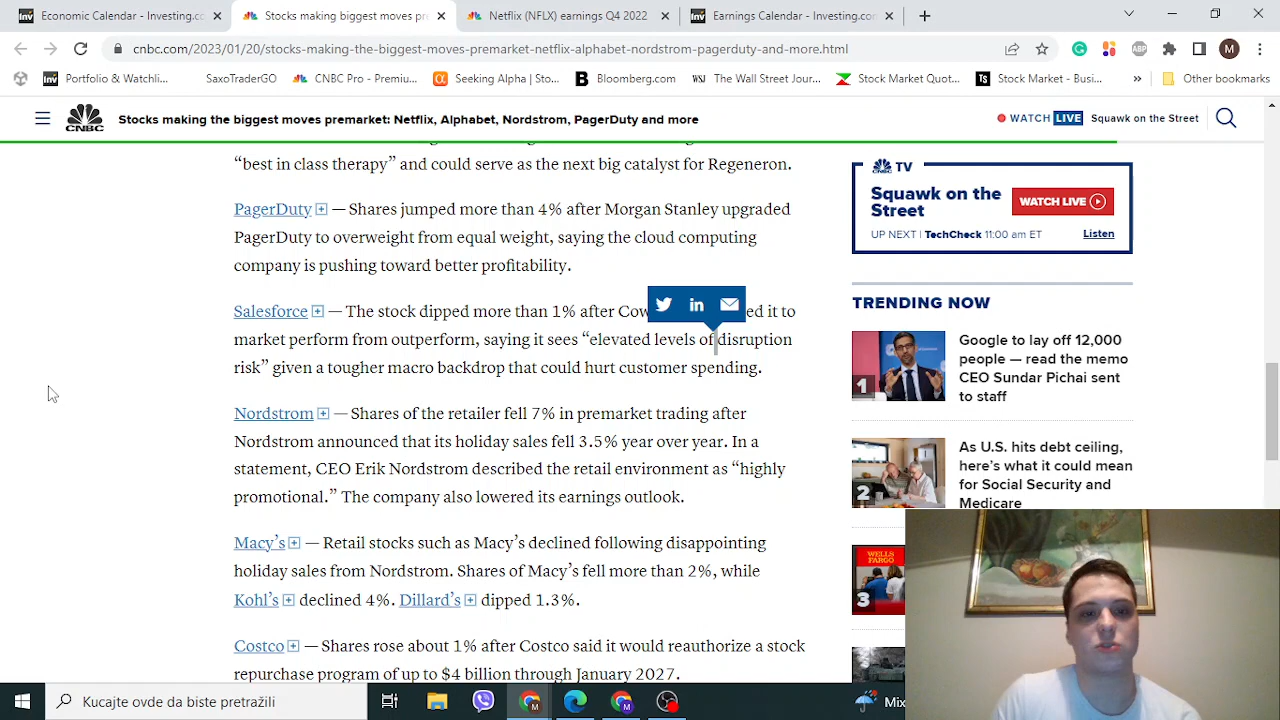 Economic Calendar - Investing.co
Stocks making the biggest moves
Netflix (NFLX) earnings Q4 2022
Earnings Calendar - Investing.co
cnbc.com/2023/01/20/stocks-making-the-biggest-moves-premarket-netflix-alphabet-nordstrom-pagerduty-and-more.html
ABP
M
Inv Portfolio & Watchli...
SaxoTraderGO
CNBC Pro - Premiu...
Seeking Alpha | Sto...
B Bloomberg.com
WSJ The Wall Street Jour...
Stock Market Quot...
TS Stock Market - Busi...
»
Other bookmarks
CNBC
Stocks making the biggest moves premarket: Netflix, Alphabet, Nordstrom, PagerDuty and more
WATCH LIVE
Squawk on the Street
“best in class therapy” and could serve as the next big catalyst for Regeneron.
PagerDuty — Shares jumped more than 4% after Morgan Stanley upgraded
PagerDuty to overweight from equal weight, saying the cloud computing
company is pushing toward better profitability.
Salesforce — The stock dipped more than 1% after Cow ed it to
market perform from outperform, saying it sees “elevated levels of disruption
risk” given a tougher macro backdrop that could hurt customer spending.
Nordstrom — Shares of the retailer fell 7% in premarket trading after
Nordstrom announced that its holiday sales fell 3.5% year over year. In a
statement, CEO Erik Nordstrom described the retail environment as “highly
promotional.” The company also lowered its earnings outlook.
Macy’s — Retail stocks such as Macy’s declined following disappointing
holiday sales from Nordstrom. Shares of Macy’s fell more than 2%, while
Kohl’s declined 4%. Dillard’s dipped 1.3%.
Costco — Shares rose about 1% after Costco said it would reauthorize a stock
repurchase program of up to $4 billion through January 2027.
TV
Squawk on the
Street
WATCH LIVE
UP NEXT | TechCheck 11:00 am ET
Listen
TRENDING NOW
1
Google to lay off 12,000
people — read the memo
CEO Sundar Pichai sent
to staff
2
As U.S. hits debt ceiling,
here’s what it could mean
for Social Security and
Medicare
WELLS
FARGO
3
Kucajte ovde da biste pretražili
Mix